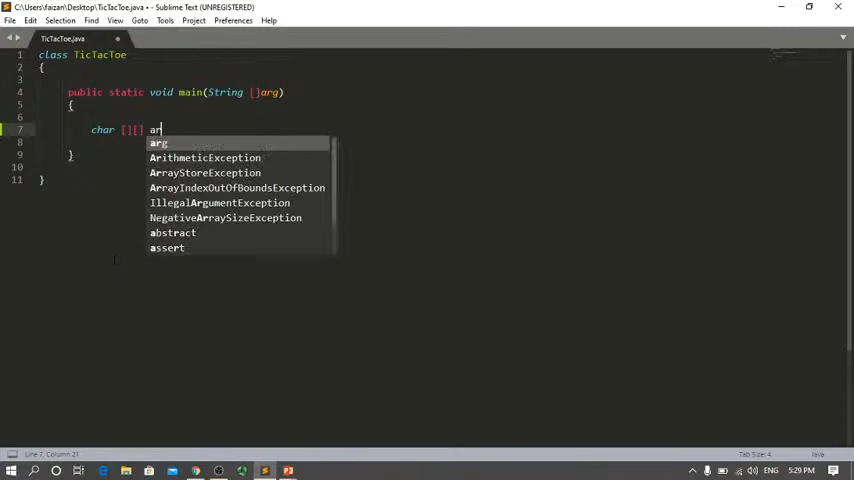 C:\Users\faizan\Desktop\TicTacToe.java • - Sublime Text (UNREGISTERED)
File Edit Selection Find View Goto Tools Project Preferences Help
TicTacToe.java
1 class TicTacToe
2 {
3
4 public static void main(String []arg)
5 {
6
7 char [][] ar
8 arg
ArithmeticException
9 }
10 ArrayStoreException
11 }
ArrayIndexOutOfBoundsException
IllegalArgumentException
NegativeArraySizeException
abstract
assert
Line 7, Column 21 Tab Size: 4 Java
ENG 5:29 PM